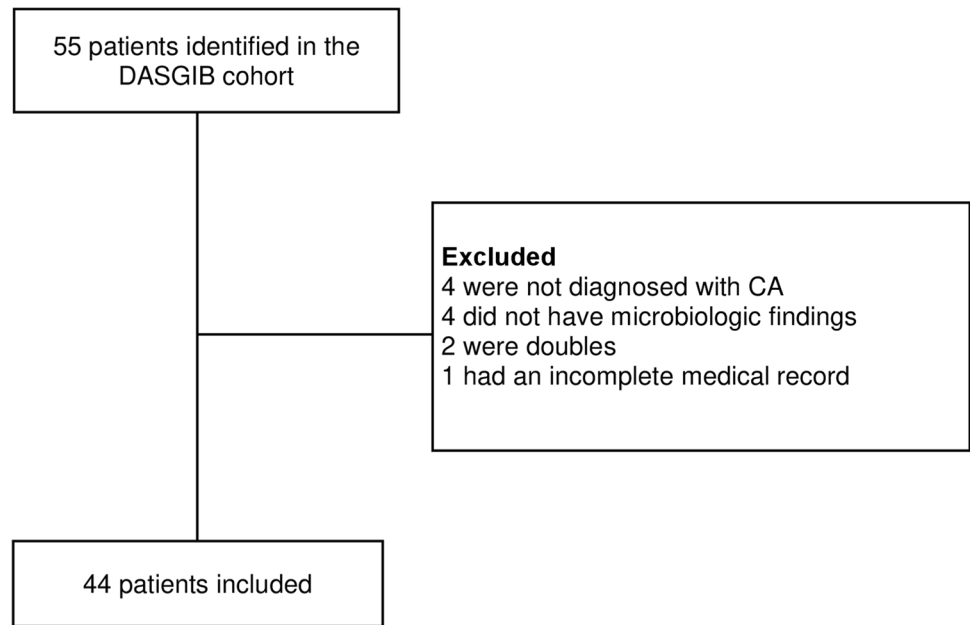 55 patients identified in the
DASGIB cohort
Excluded
4 were not diagnosed with CA
4 did not have microbiologic findings
2 were doubles
1 had an incomplete medical record
44 patients included